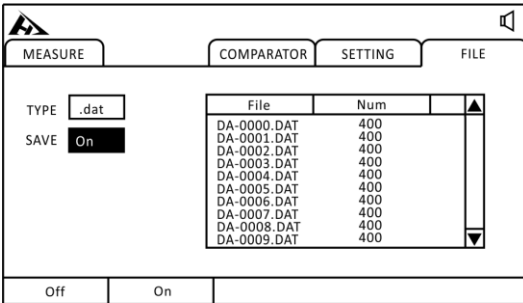 MEASURE COMPARATOR SETTING FILE
TYPE .dat
SAVE On
File Num
DA-0000.DAT 400
DA-0001.DAT 400
DA-0002.DAT 400
DA-0003.DAT 400
DA-0004.DAT 400
DA-0005.DAT 400
DA-0006.DAT 400
DA-0007.DAT 400
DA-0008.DAT 400
DA-0009.DAT 400
Off On